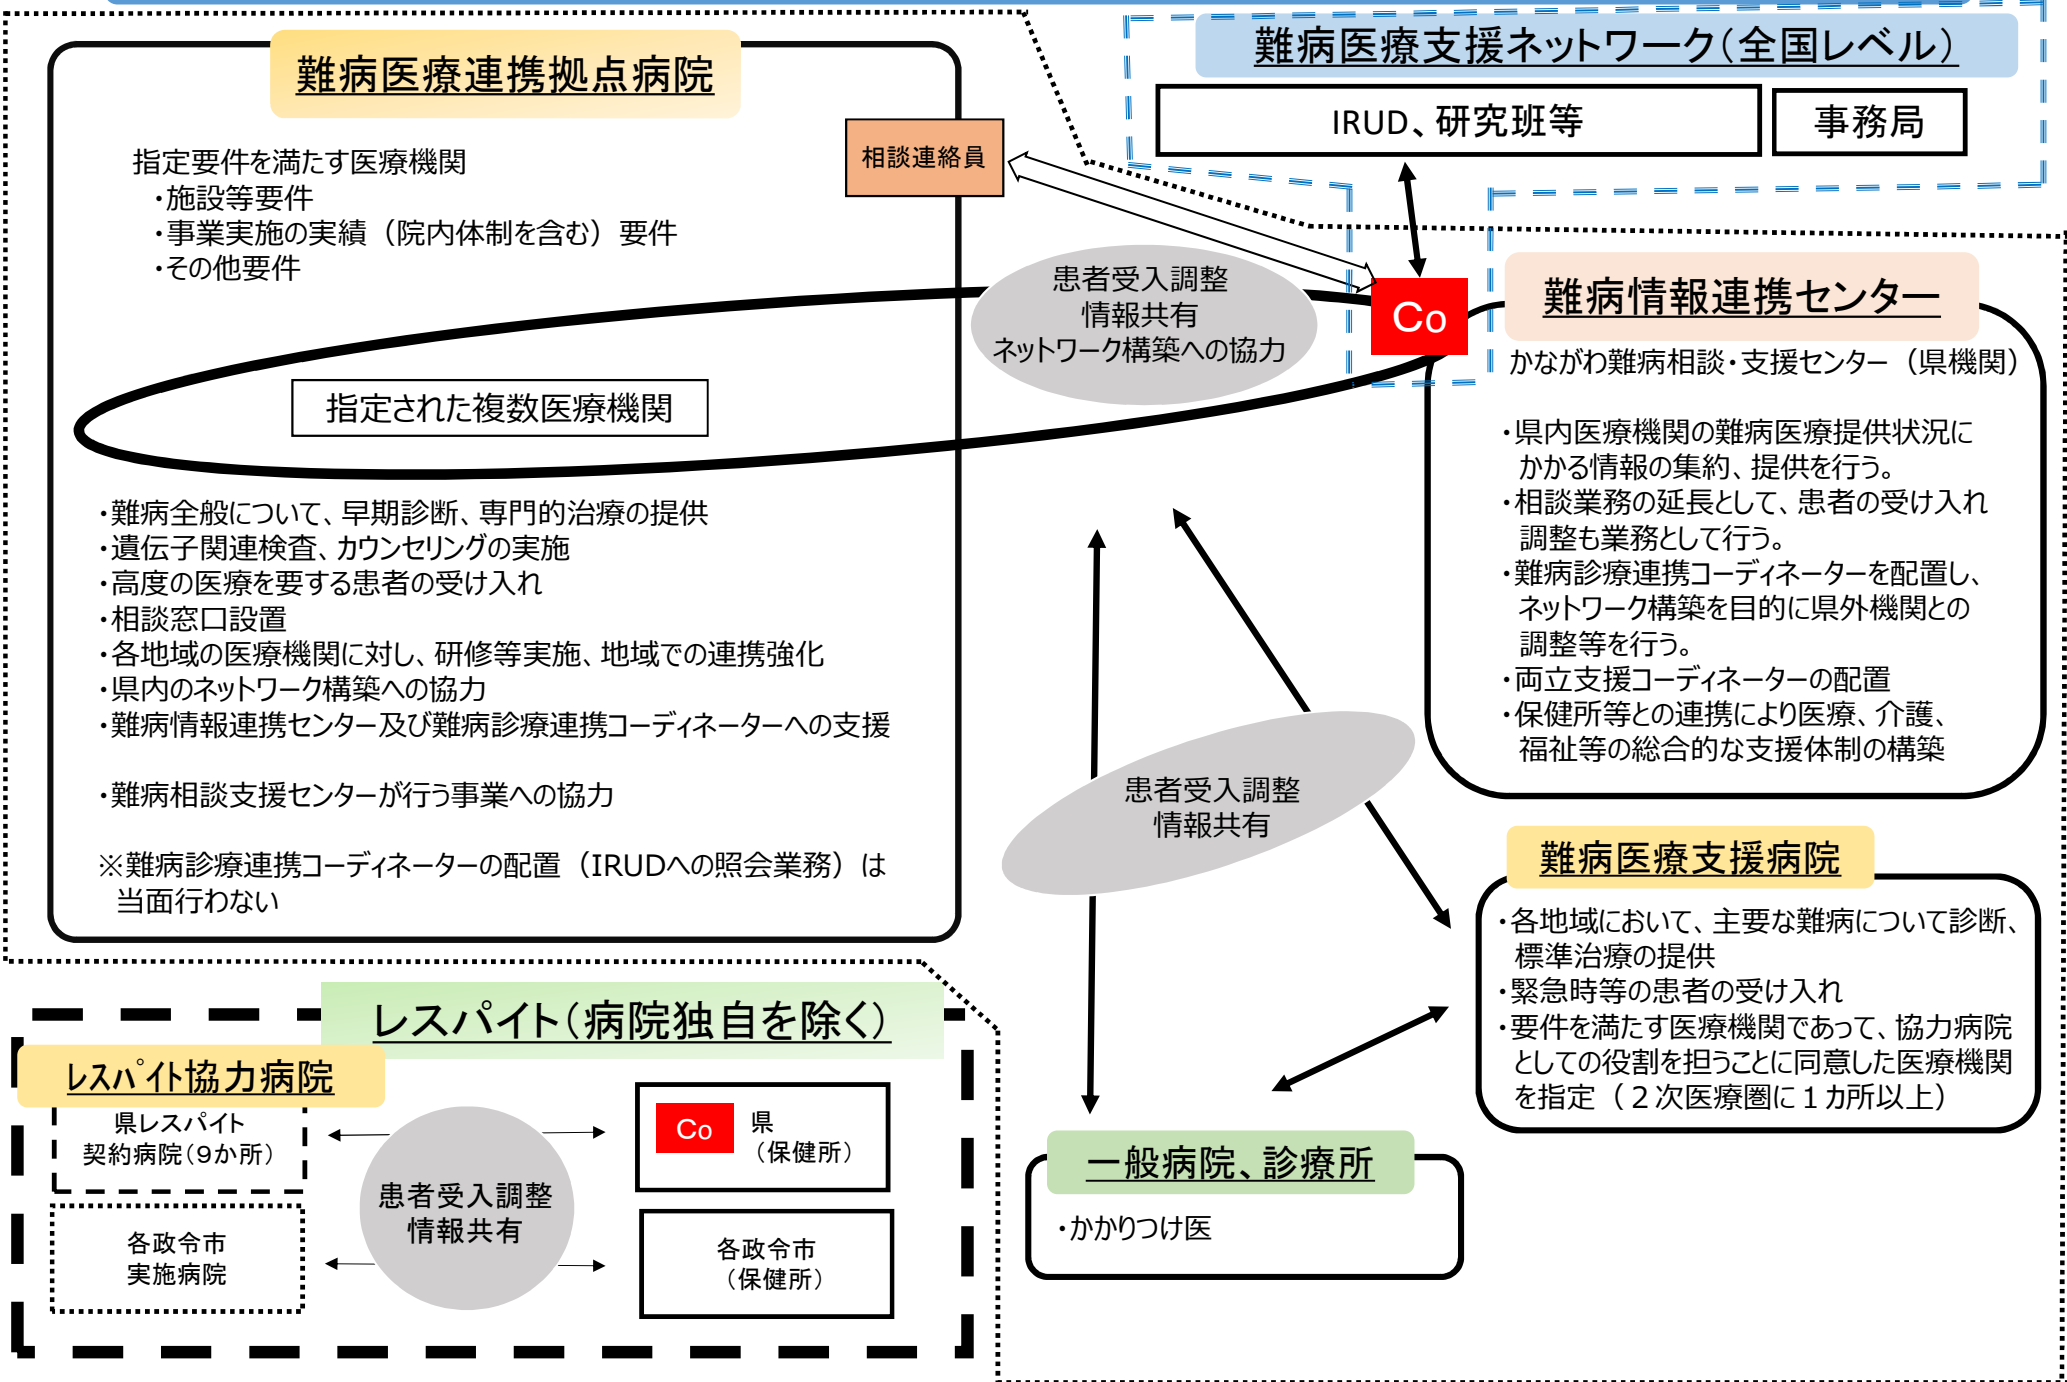 難病医療連携拠点病院
指定要件を満たす医療機関
・施設等要件
・事業実施の実績（院内体制を含む）要件
・その他要件
相談連絡員
難病医療支援ネットワーク（全国レベル）
IRUD、研究班等
事務局
患者受入調整
情報共有
ネットワーク構築への協力
Co
指定された複数医療機関
・難病全般について、早期診断、専門的治療の提供
・遺伝子関連検査、カウンセリングの実施
・高度の医療を要する患者の受け入れ
・相談窓口設置
・各地域の医療機関に対し、研修等実施、地域での連携強化
・県内のネットワーク構築への協力
・難病情報連携センター及び難病診療連携コーディネーターへの支援
・難病相談支援センターが行う事業への協力
※難病診療連携コーディネーターの配置（IRUDへの照会業務）は
当面行わない
難病情報連携センター
かながわ難病相談・支援センター（県機関）
・県内医療機関の難病医療提供状況に
かかる情報の集約、提供を行う。
・相談業務の延長として、患者の受け入れ
調整も業務として行う。
・難病診療連携コーディネーターを配置し、
ネットワーク構築を目的に県外機関との
調整等を行う。
・両立支援コーディネーターの配置
・保健所等との連携により医療、介護、
福祉等の総合的な支援体制の構築
患者受入調整
情報共有
難病医療支援病院
・各地域において、主要な難病について診断、
標準治療の提供
・緊急時等の患者の受け入れ
・要件を満たす医療機関であって、協力病院
としての役割を担うことに同意した医療機関
を指定（２次医療圏に１カ所以上）
一般病院、診療所
・かかりつけ医
レスパイト（病院独自を除く）
レスパイト協力病院
県レスパイト
契約病院（９か所）
各政令市
実施病院
患者受入調整
情報共有
Co
県
（保健所）
各政令市
（保健所）